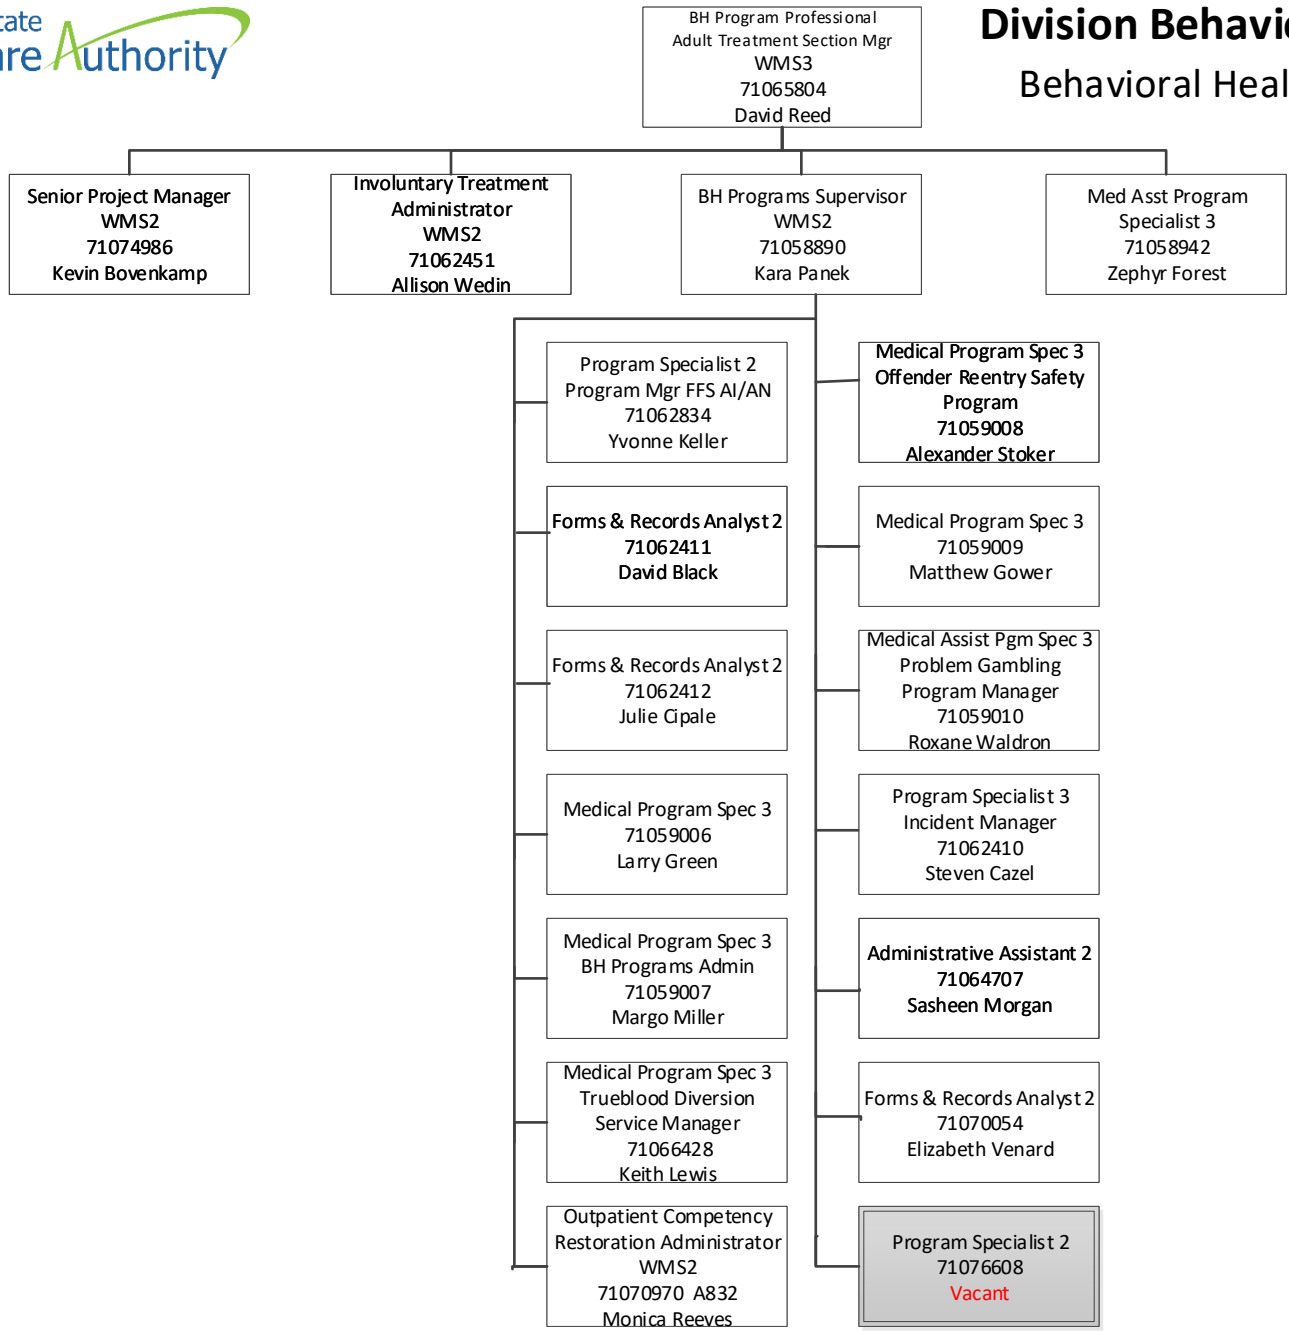 tate
are Authority
BH Program Professional
Adult Treatment Section Mgr
WMS3
71065804
David Reed
Division Behavio
Behavioral Heal
Senior Project Manager
WMS2
71074986
Kevin Bovenkamp
Involuntary Treatment
Administrator
WMS2
71062451
Allison Wedin
BH Programs Supervisor
WMS2
71058890
Kara Panek
Med Asst Program
Specialist 3
71058942
Zephyr Forest
Program Specialist 2
Program Mgr FFS AI/AN
71062834
Yvonne Keller
Medical Program Spec 3
Offender Reentry Safety
Program
71059008
Alexander Stoker
Forms & Records Analyst 2
71062411
David Black
Medical Program Spec 3
71059009
Matthew Gower
Forms & Records Analyst 2
71062412
Julie Cipale
Medical Assist Pgm Spec 3
Problem Gambling
Program Manager
71059010
Roxane Waldron
Medical Program Spec 3
71059006
Larry Green
Program Specialist 3
Incident Manager
71062410
Steven Cazel
Medical Program Spec 3
BH Programs Admin
71059007
Margo Miller
Administrative Assistant 2
71064707
Sasheen Morgan
Medical Program Spec 3
Trueblood Diversion
Service Manager
71066428
Keith Lewis
Forms & Records Analyst 2
71070054
Elizabeth Venard
Outpatient Competency
Restoration Administrator
WMS2
71070970 A832
Monica Reeves
Program Specialist 2
71076608
Vacant